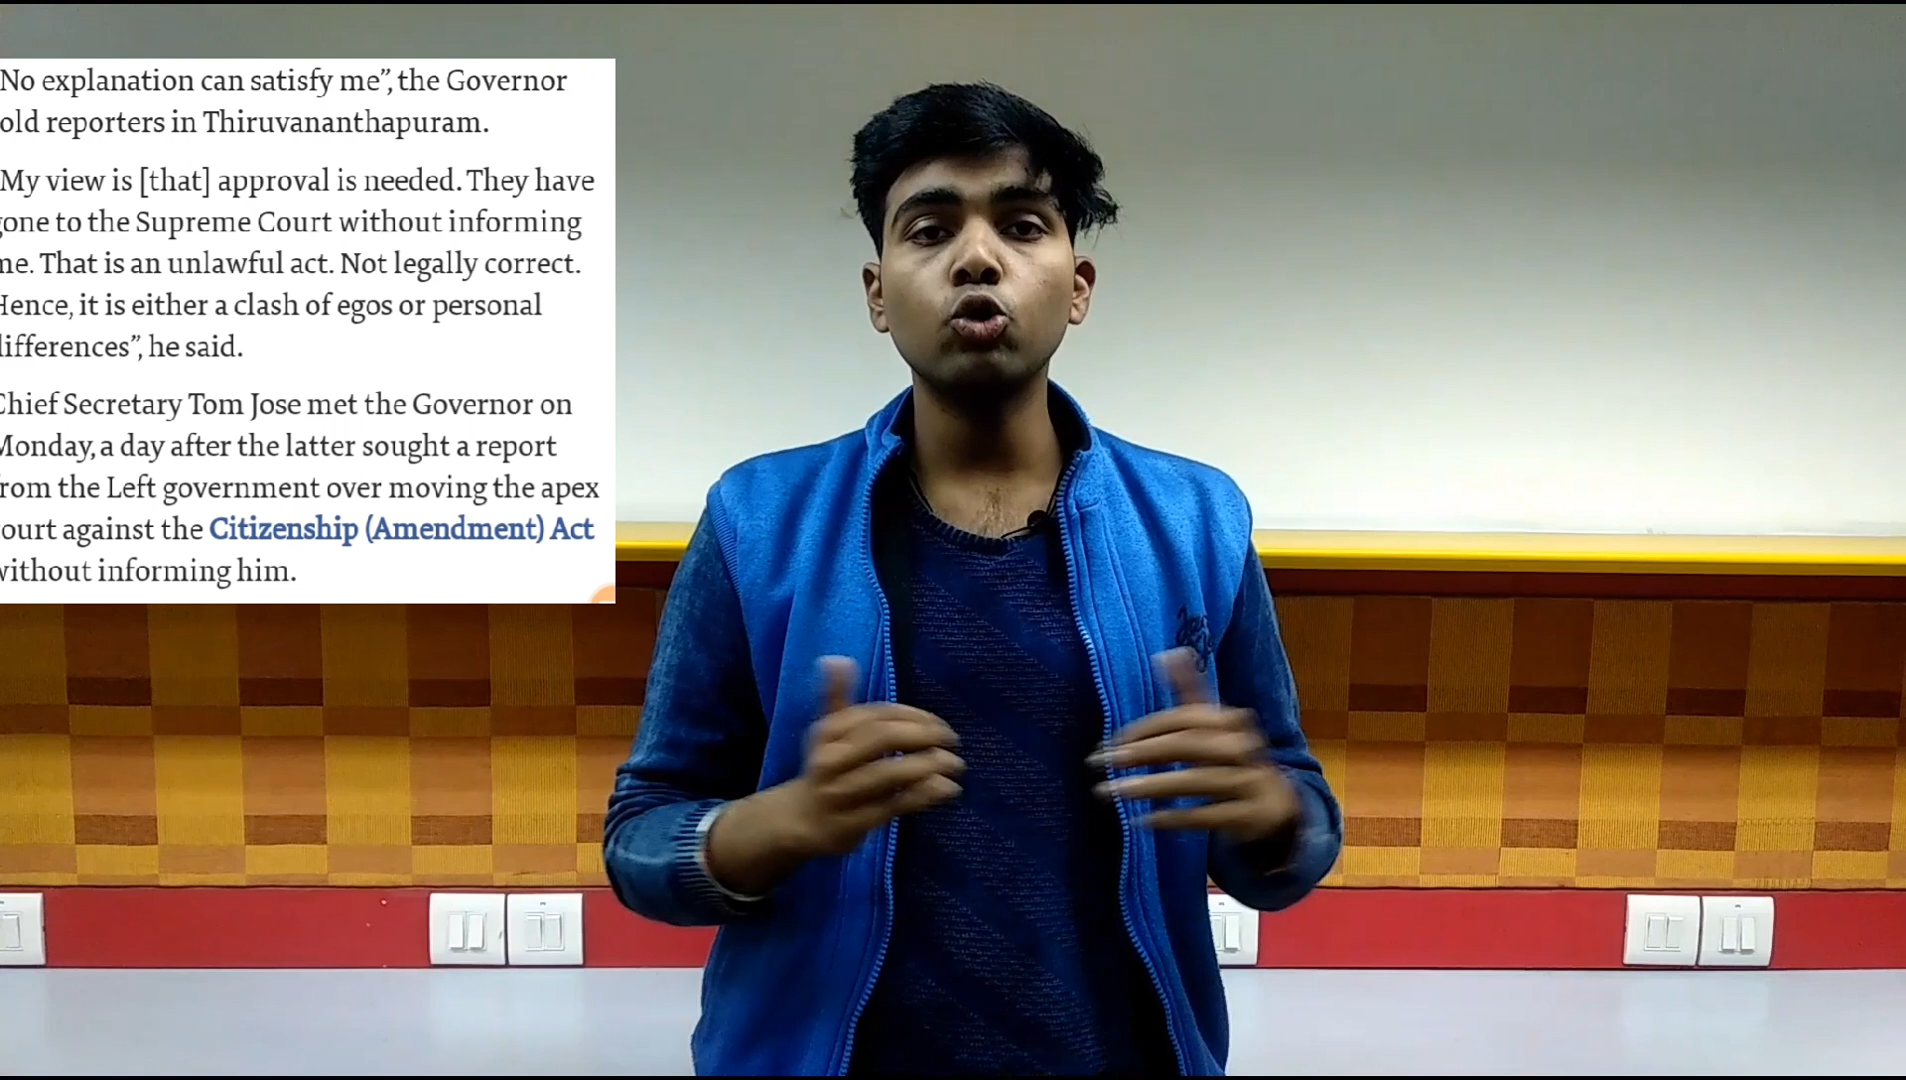 No explanation can satisfy me”, the Governor
old reporters in Thiruvananthapuram.
My view is [that] approval is needed. They have
gone to the Supreme Court without informing
me. That is an unlawful act. Not legally correct.
Hence, it is either a clash of egos or personal
differences”, he said.
Chief Secretary Tom Jose met the Governor on
Monday, a day after the latter sought a report
from the Left government over moving the apex
court against the Citizenship (Amendment) Act
without informing him.